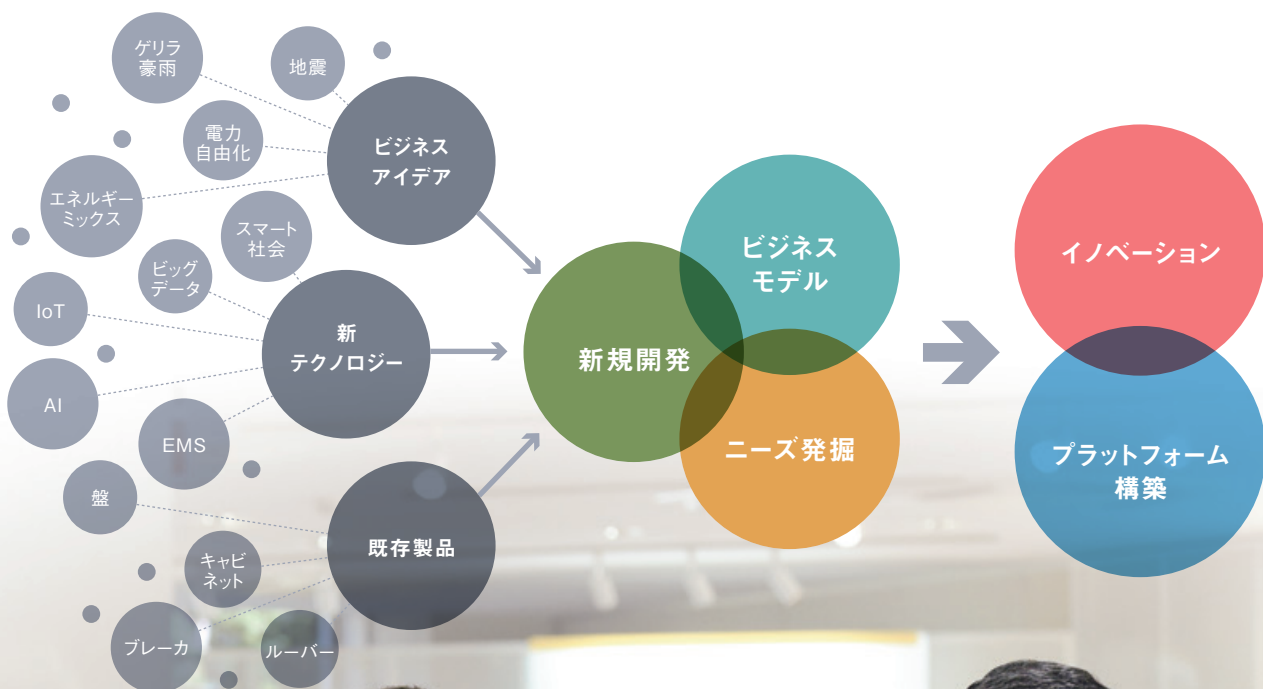 ゲリラ
豪雨
地震
電力
自由化
エネルギー
ミックス
ビジネス
アイデア
スマート
社会
ビッグ
データ
IoT
AI
EMS
新
テクノロジー
盤
キャビ
ネット
ブレーカ
ルーバー
既存製品
新規開発
ビジネス
モデル
ニーズ発掘
イノベーション
プラットフォーム
構築